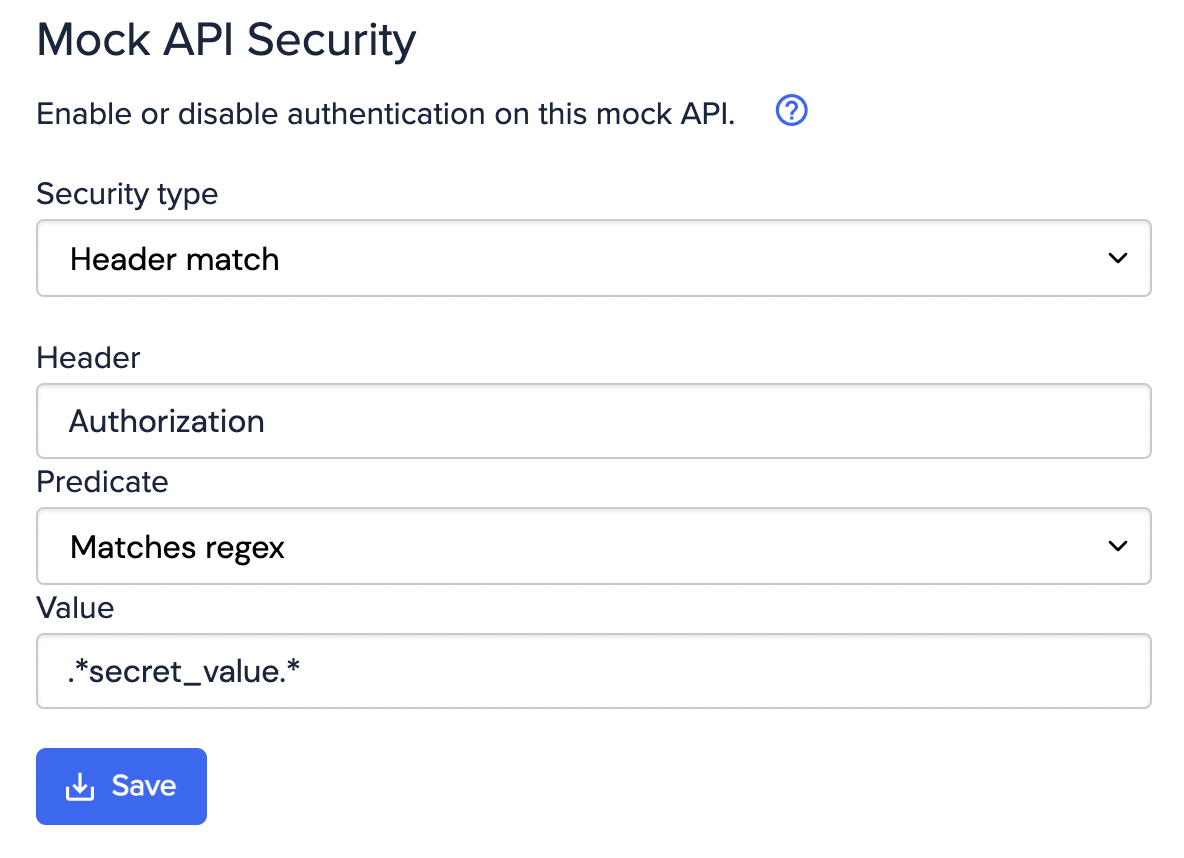 Mock API Security
Enable or disable authentication on this mock API. ?
Security type
Header match
Header
Authorization
Predicate
Matches regex
Value
.*secret_value.*
Save